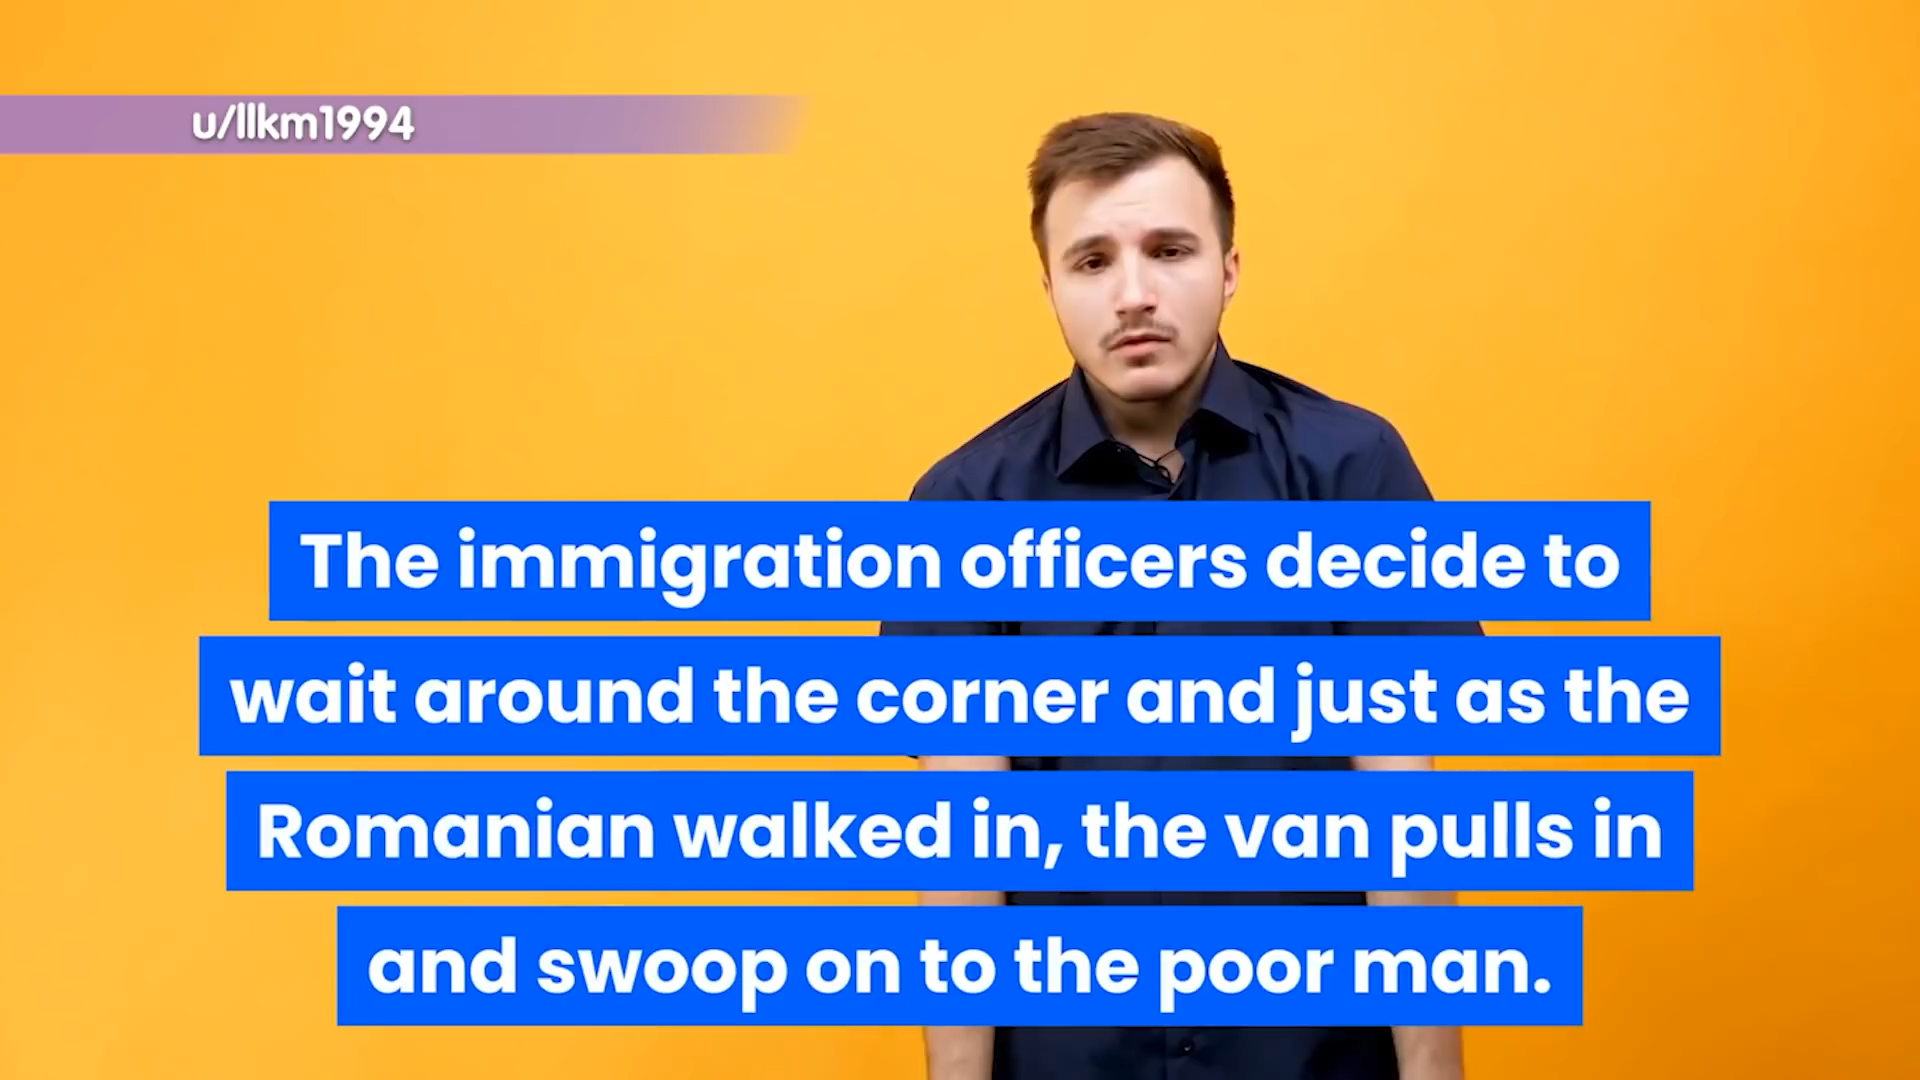 u/llkm1994
The immigration officers decide to
wait around the corner and just as the
Romanian walked in, the van pulls in
and swoop on to the poor man.